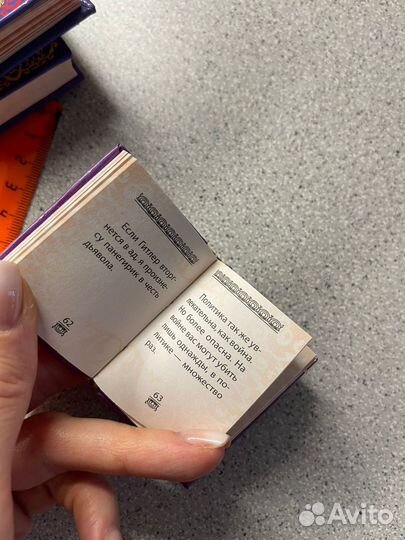 Если Гитлер вторг-
нется в ад, я произне-
су панегирик в честь
дьявола.
62
Политика так же ув-
лекательна, как война.
Но более опасна. На
войне вас могут убить
лишь однажды, в по-
литике — множество
раз.
63
Avito